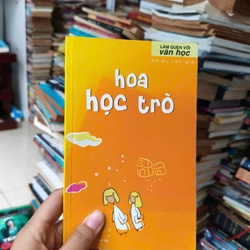 LÀM QUEN VỚI
văn học
hoa
học trò